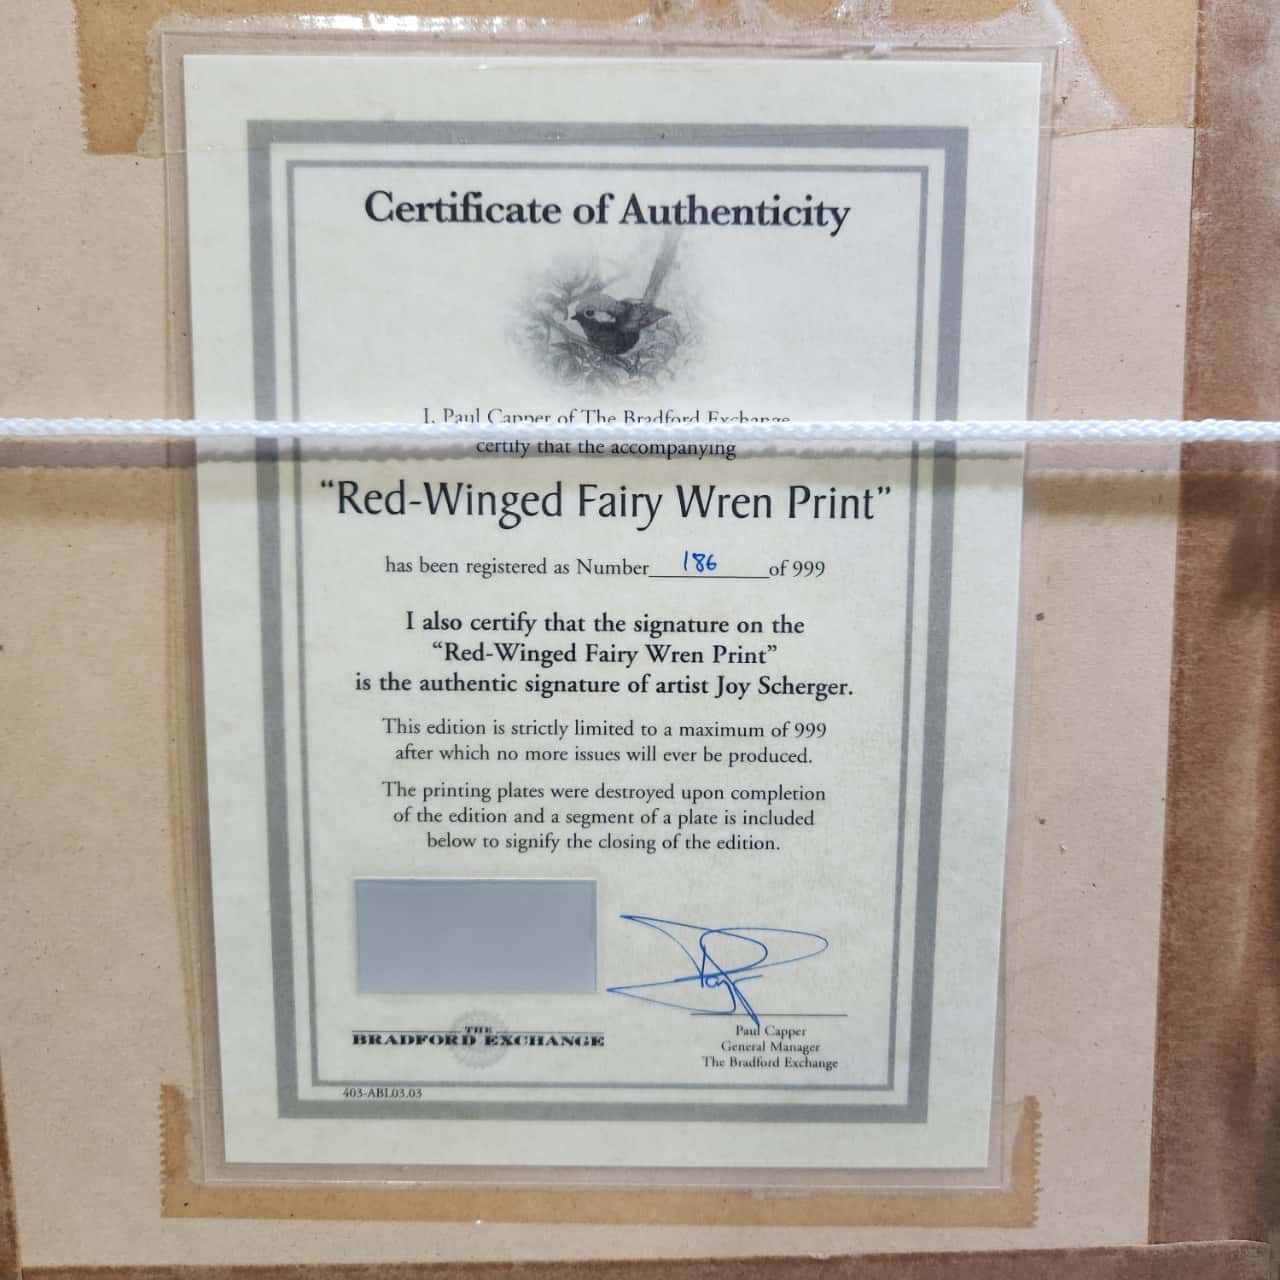 Certificate of Authenticity
I, Paul Capper of The Bradford Exchange
certify that the accompanying
“Red-Winged Fairy Wren Print”
has been registered as Number 186 of 999
I also certify that the signature on the
“Red-Winged Fairy Wren Print”
is the authentic signature of artist Joy Scherger.
This edition is strictly limited to a maximum of 999
after which no more issues will ever be produced.
The printing plates were destroyed upon completion
of the edition and a segment of a plate is included
below to signify the closing of the edition.
THE
BRADFORD EXCHANGE
Paul Capper
General Manager
The Bradford Exchange
403-ABL03.03